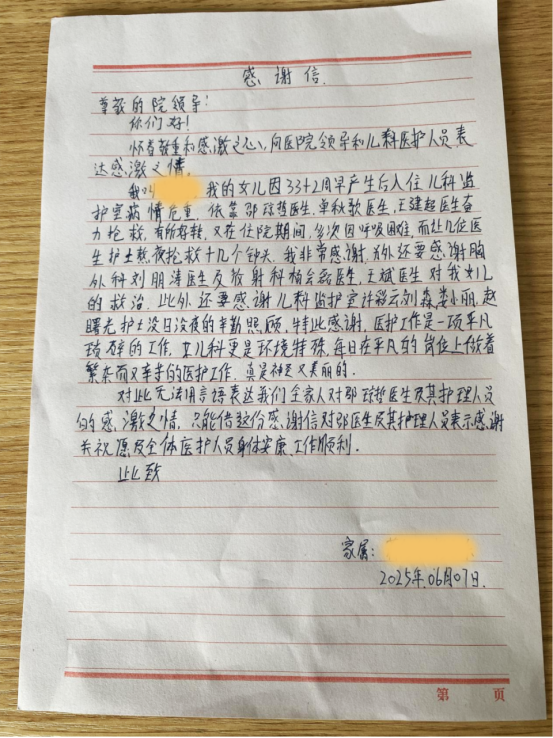 感谢信
尊敬的院领导:
你们好!
怀着敬重和感激之心,向医院领导和儿科医护人员表
达感激之情。
我叫 我的女儿因33+2周早产生后入住儿科监
护室病情危重,依靠邵琼哲医生,单秋歌医生,王建超医生奋
力抢救,有所好转,又在住院期间,多次因呼吸困难,而赴几位医
生护士熬夜抢救十几个钟头。我非常感谢,另外还要感谢胸
外科刘朋涛医生及放射科杨会磊医生,王斌医生对我女儿
的救治。此外,还要感谢儿科监护室许移云,刘森,娄小丽,赵
曙光护士没日没夜的辛勤照顾。特此感谢,医护工作是一项平凡
琐碎的工作,女儿科更是环境特殊,每日在平凡的岗位上做着
繁杂而又辛苦的医护工作,真是神圣又美丽的。
对此无法用言语表达我们全家人对邵琼哲医生及其护理人员
的感激之情,只能借这份感谢信对邵医生及其护理人员表示感谢
并祝愿及全体医护人员身体安康,工作顺利。
此致
家属:
2025年.06月07日.
第 页